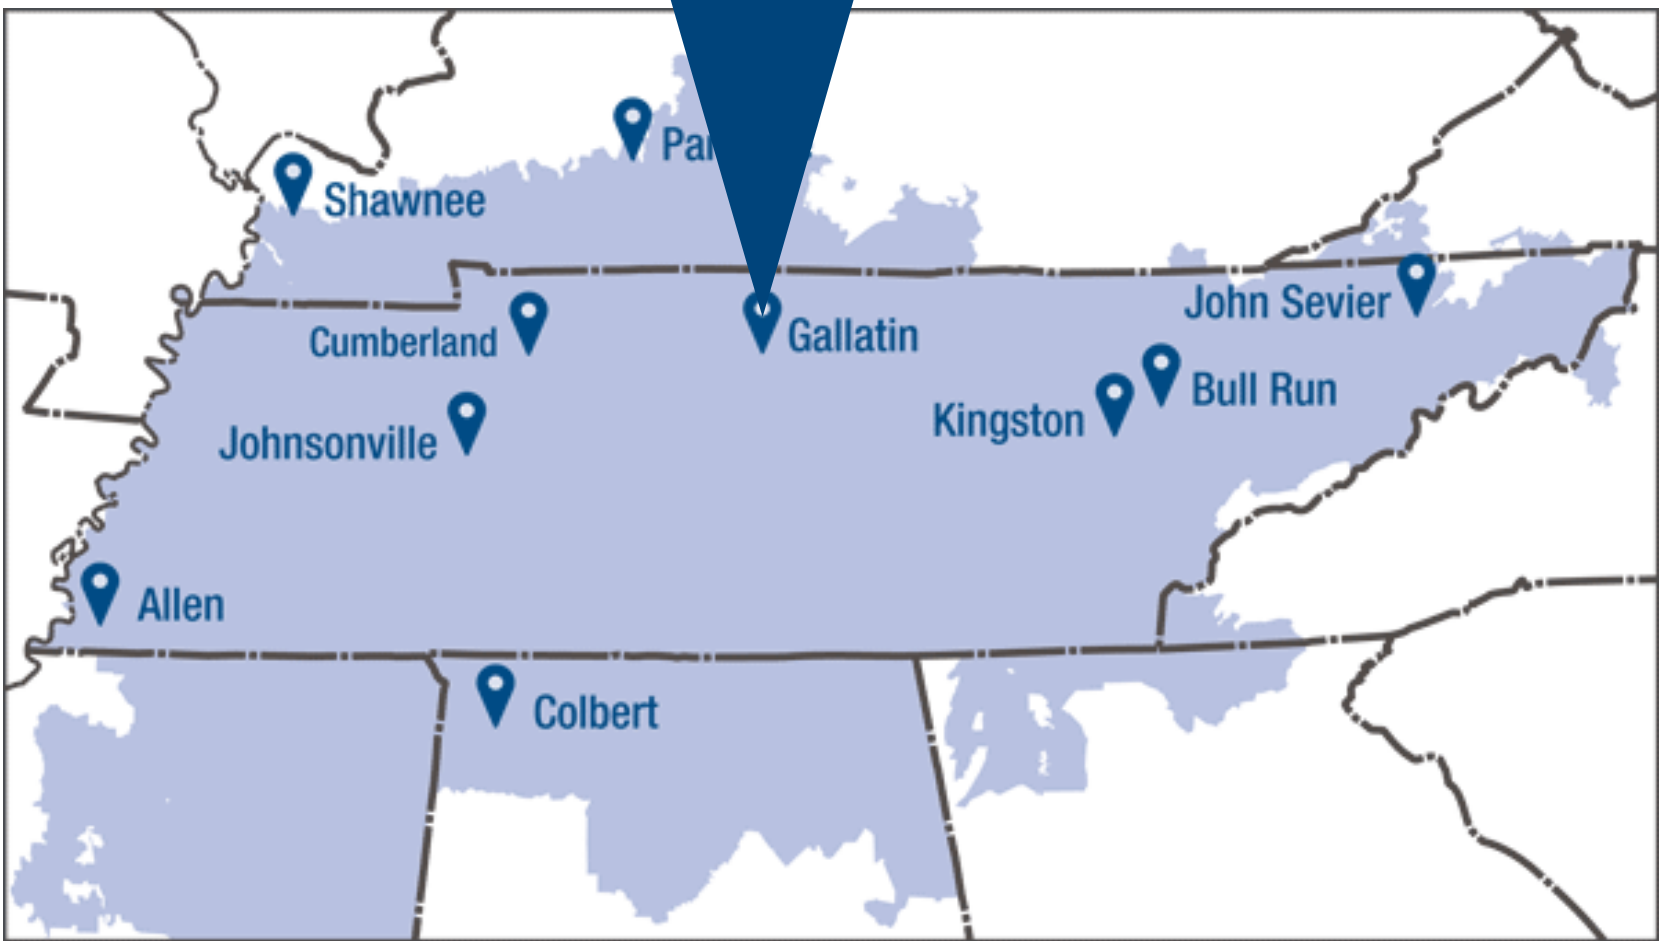 Shawnee
Cumberland
Gallatin
John Sevier
Bull Run
Kingston
Johnsonville
Allen
Colbert